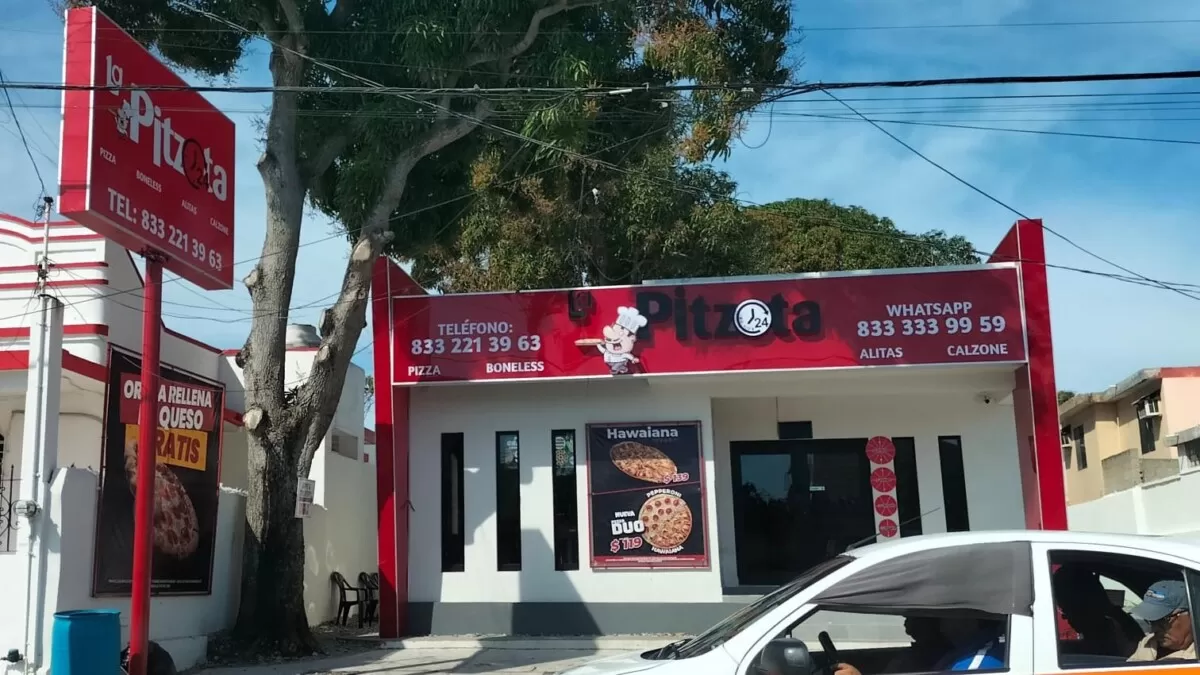 la
Pitzota
24
PIZZA BONELESS ALITAS CALZONE
TEL: 833 221 39 63
RELLENA
QUESO
GRATIS
la Pitzota
24
TELÉFONO:
833 221 39 63
PIZZA BONELESS
WHATSAPP
833 333 99 59
ALITAS CALZONE
Hawaiana
$139
PEPPERONI
NUEVA
DUO
$119
HAWAIANA